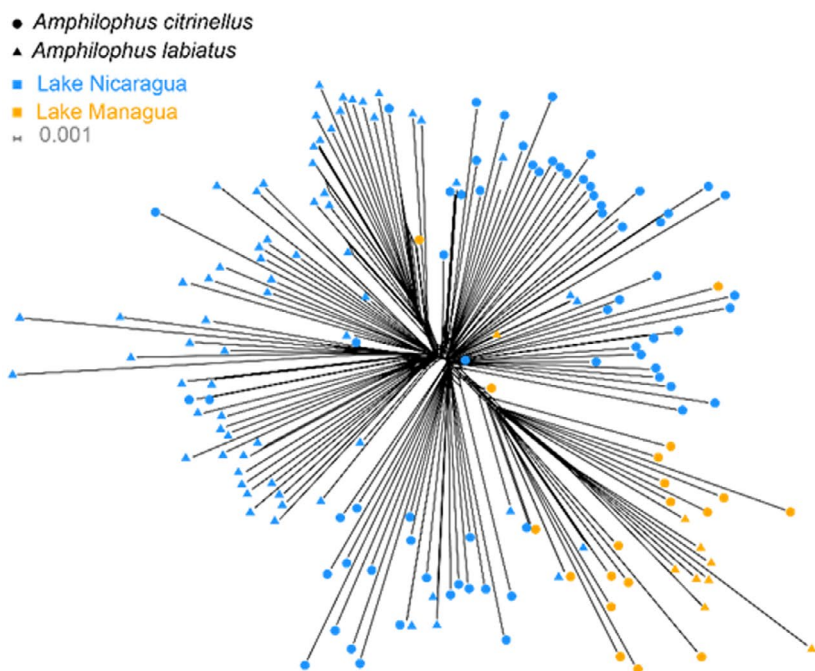 Amphilophus citrinellus
Amphilophus labiatus
Lake Nicaragua
Lake Managua
0.001